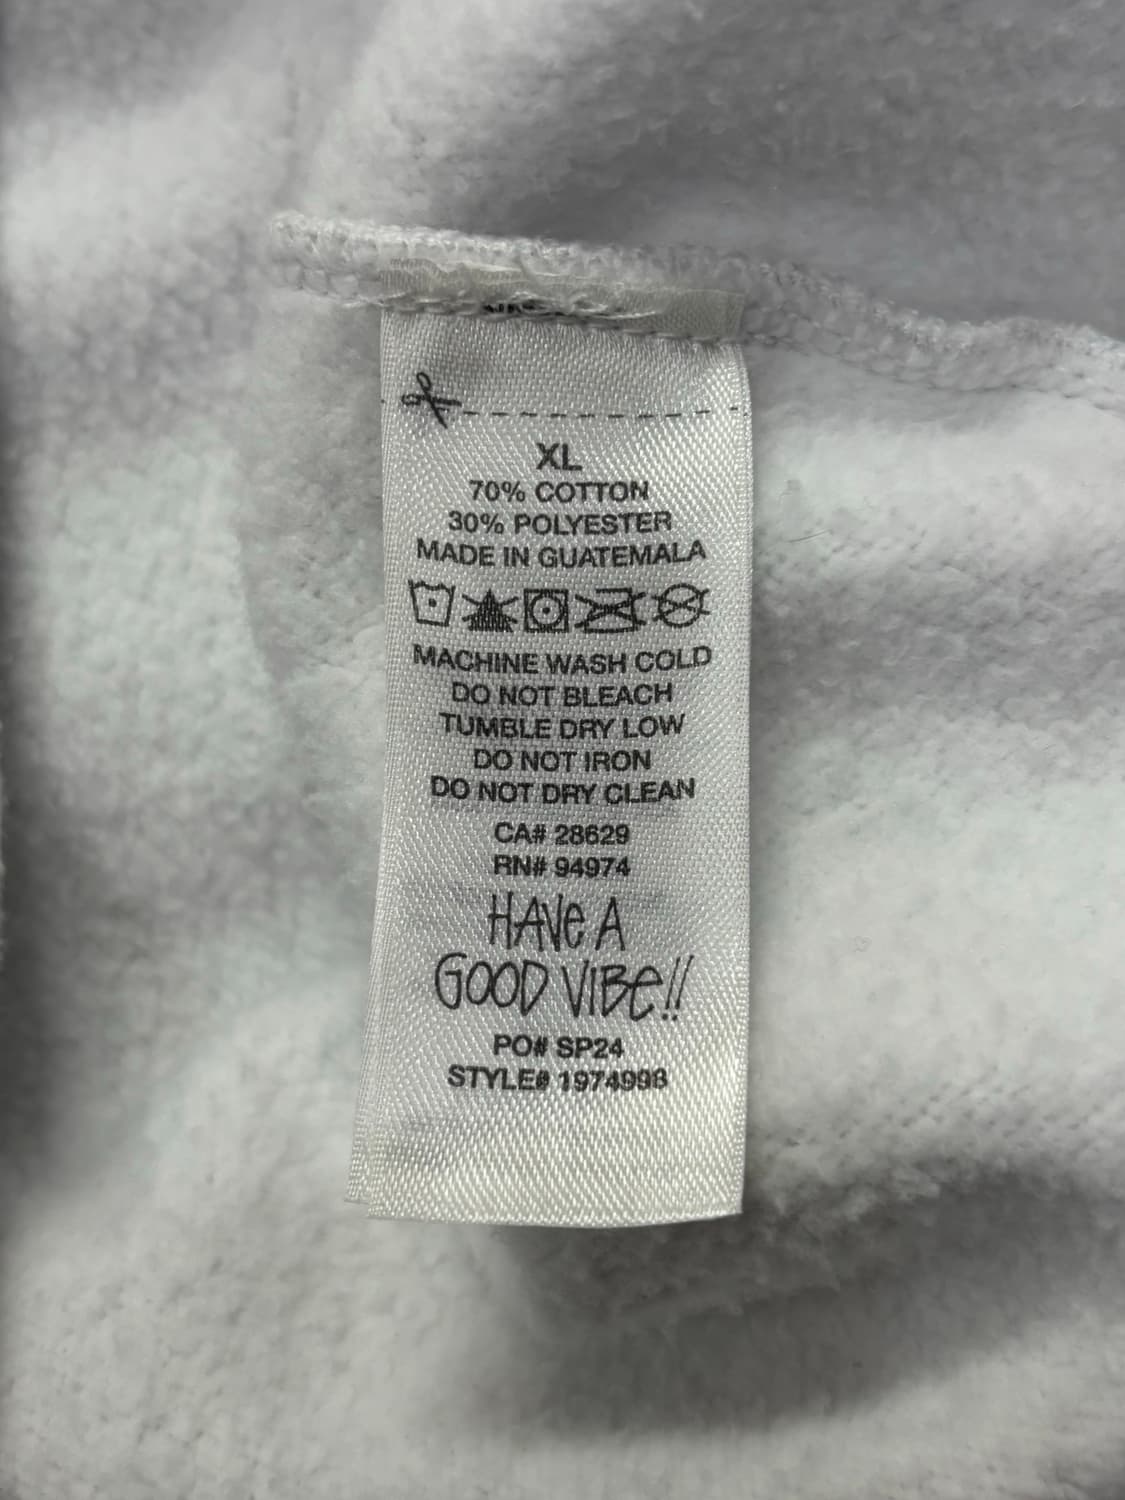 XL
70% COTTON
30% POLYESTER
MADE IN GUATEMALA
MACHINE WASH COLD
DO NOT BLEACH
TUMBLE DRY LOW
DO NOT IRON
DO NOT DRY CLEAN
CA# 28629
RN# 94974
HAVE A
GOOD VIBE!!
PO# SP24
STYLE# 1974998